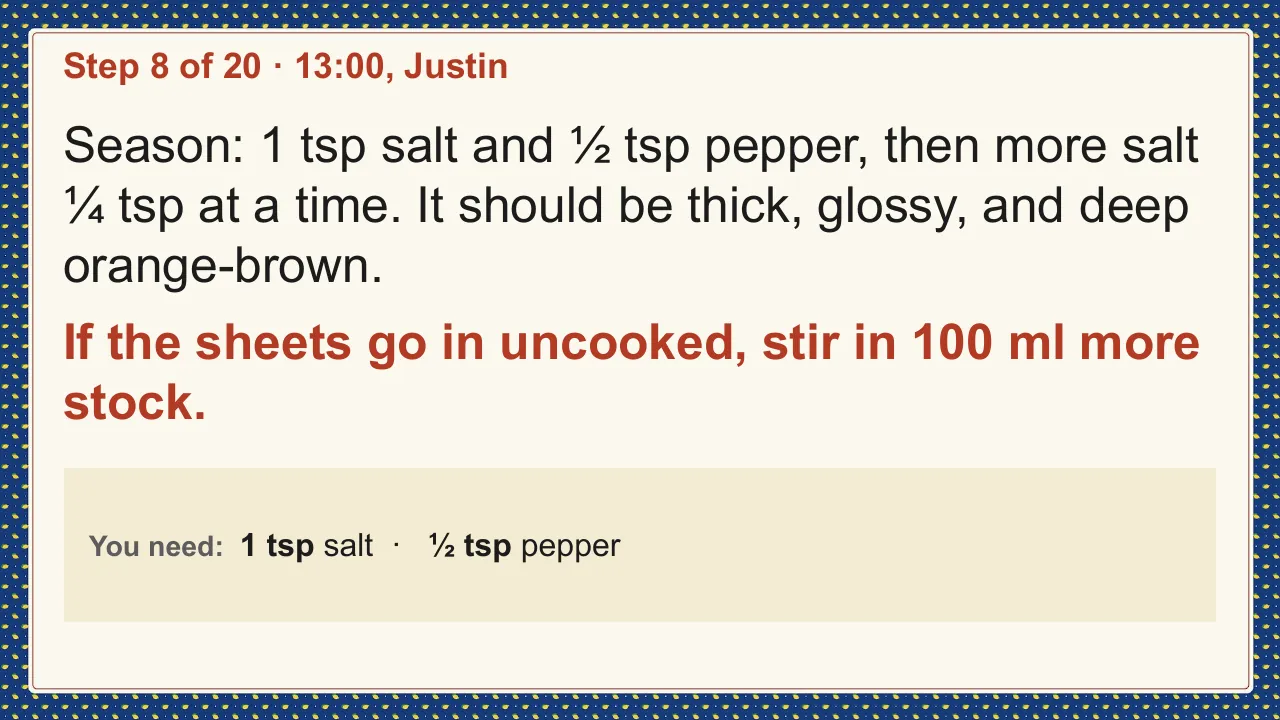 Step 8 of 20 · 13:00, Justin
Season: 1 tsp salt and ½ tsp pepper, then more salt
¼ tsp at a time. It should be thick, glossy, and deep
orange-brown.
If the sheets go in uncooked, stir in 100 ml more
stock.
You need: 1 tsp salt · ½ tsp pepper